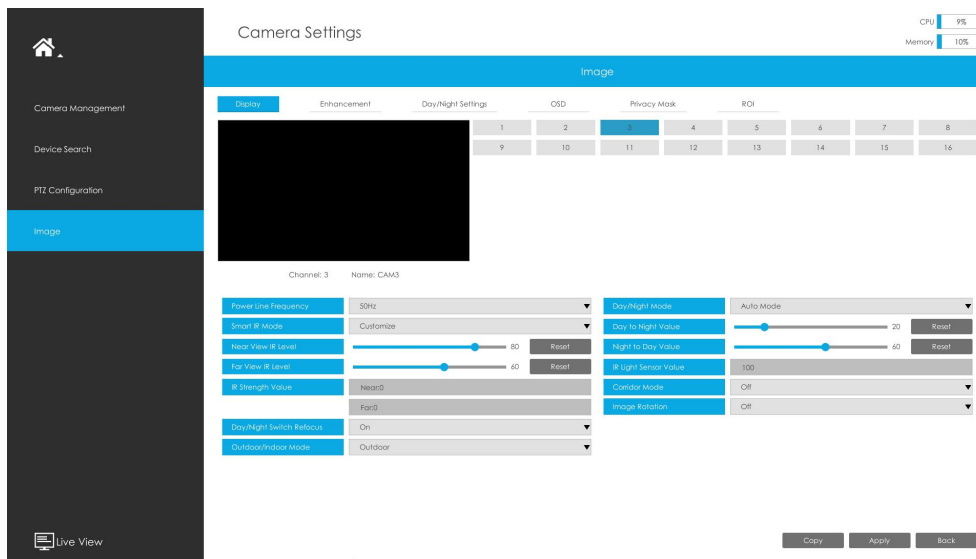 Camera Settings
CPU 9%
Memory 10%
Image
Camera Management
Device Search
PTZ Configuration
Image
Live View
Display Enhancement Day/Night Settings OSD Privacy Mask ROI
1 2 3 4 5 6 7 8
9 10 11 12 13 14 15 16
Channel: 3 Name: CAM3
Power Line Frequency 50Hz
Smart IR Mode Customize
Near View IR Level 80 Reset
Far View IR Level 60 Reset
IR Strength Value Near:0
Far:0
Day/Night Switch Refocus On
Outdoor/Indoor Mode Outdoor
Day/Night Mode Auto Mode
Day to Night Value 20 Reset
Night to Day Value 60 Reset
IR Light Sensor Value 100
Corridor Mode Off
Image Rotation Off
Copy Apply Back